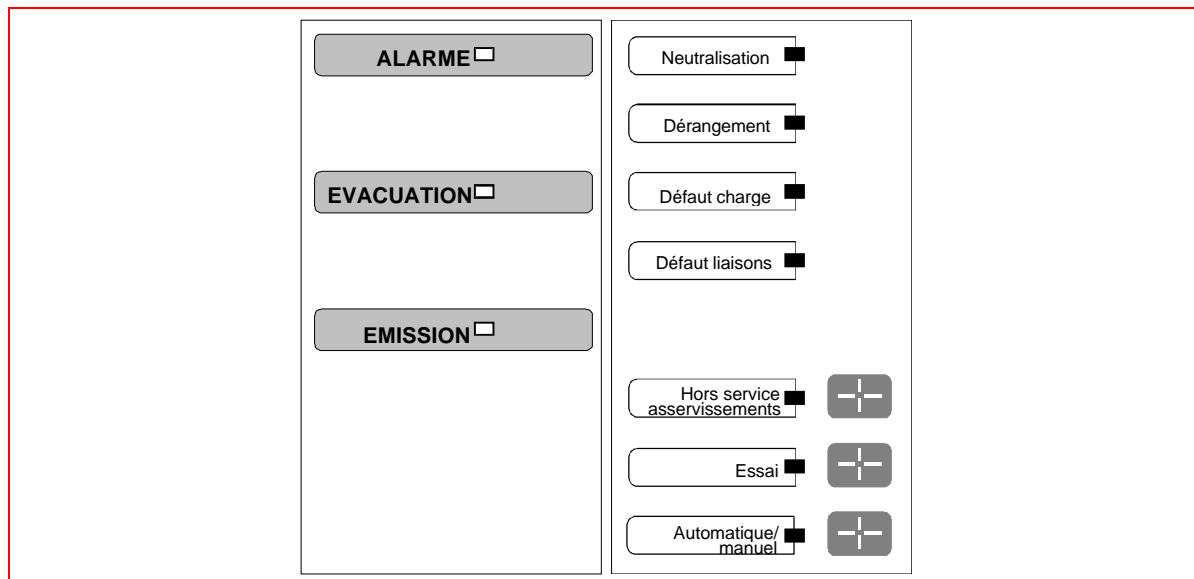 ALARME
EVACUATION
EMISSION
Neutralisation
Dérangement
Défaut charge
Défaut liaisons
Hors service
asservissements
Essai
Automatique/
manuel